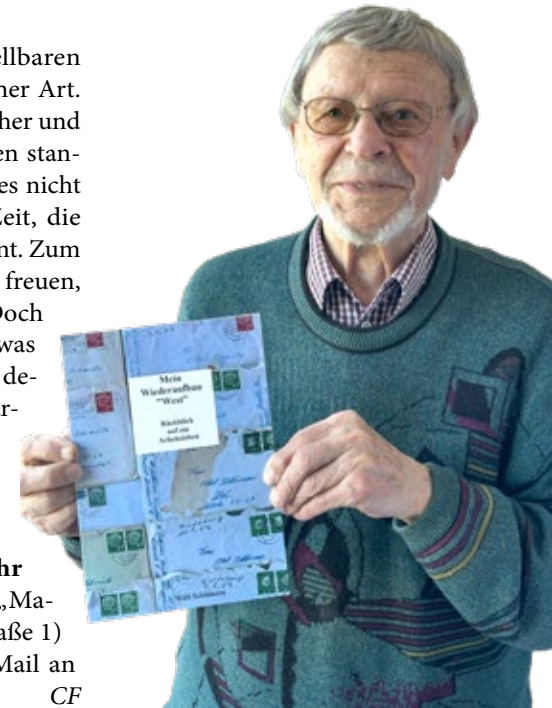 ellbaren
ner Art.
her und
en stan-
es nicht
Zeit, die
nt. Zum
freuen,
Doch
was
de-
ar-
hr
„Ma-
aße 1)
Mail an
CF
Mein
Wiederaufbau
"West"
Rückblick
auf ein
Arbeitsleben